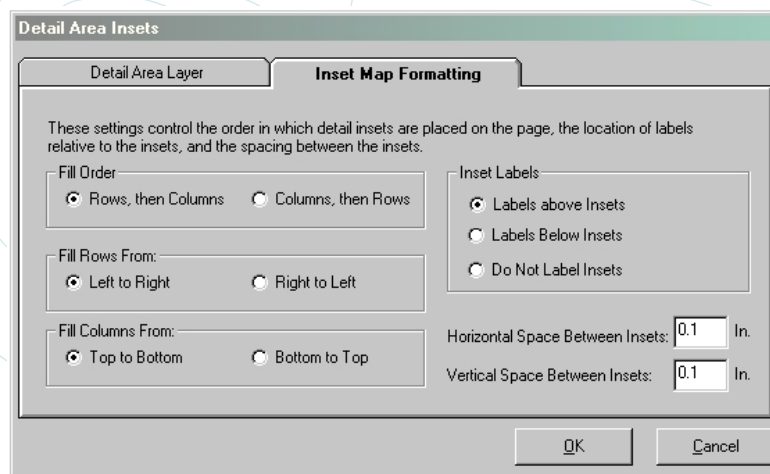 Detail Area Insets
Detail Area Layer
Inset Map Formatting
These settings control the order in which detail insets are placed on the page, the location of labels
relative to the insets, and the spacing between the insets.
Fill Order
Rows, then Columns
Columns, then Rows
Fill Rows From:
Left to Right
Right to Left
Fill Columns From:
Top to Bottom
Bottom to Top
Inset Labels
Labels above Insets
Labels Below Insets
Do Not Label Insets
Horizontal Space Between Insets: 0.1 In.
Vertical Space Between Insets: 0.1 In.
OK
Cancel